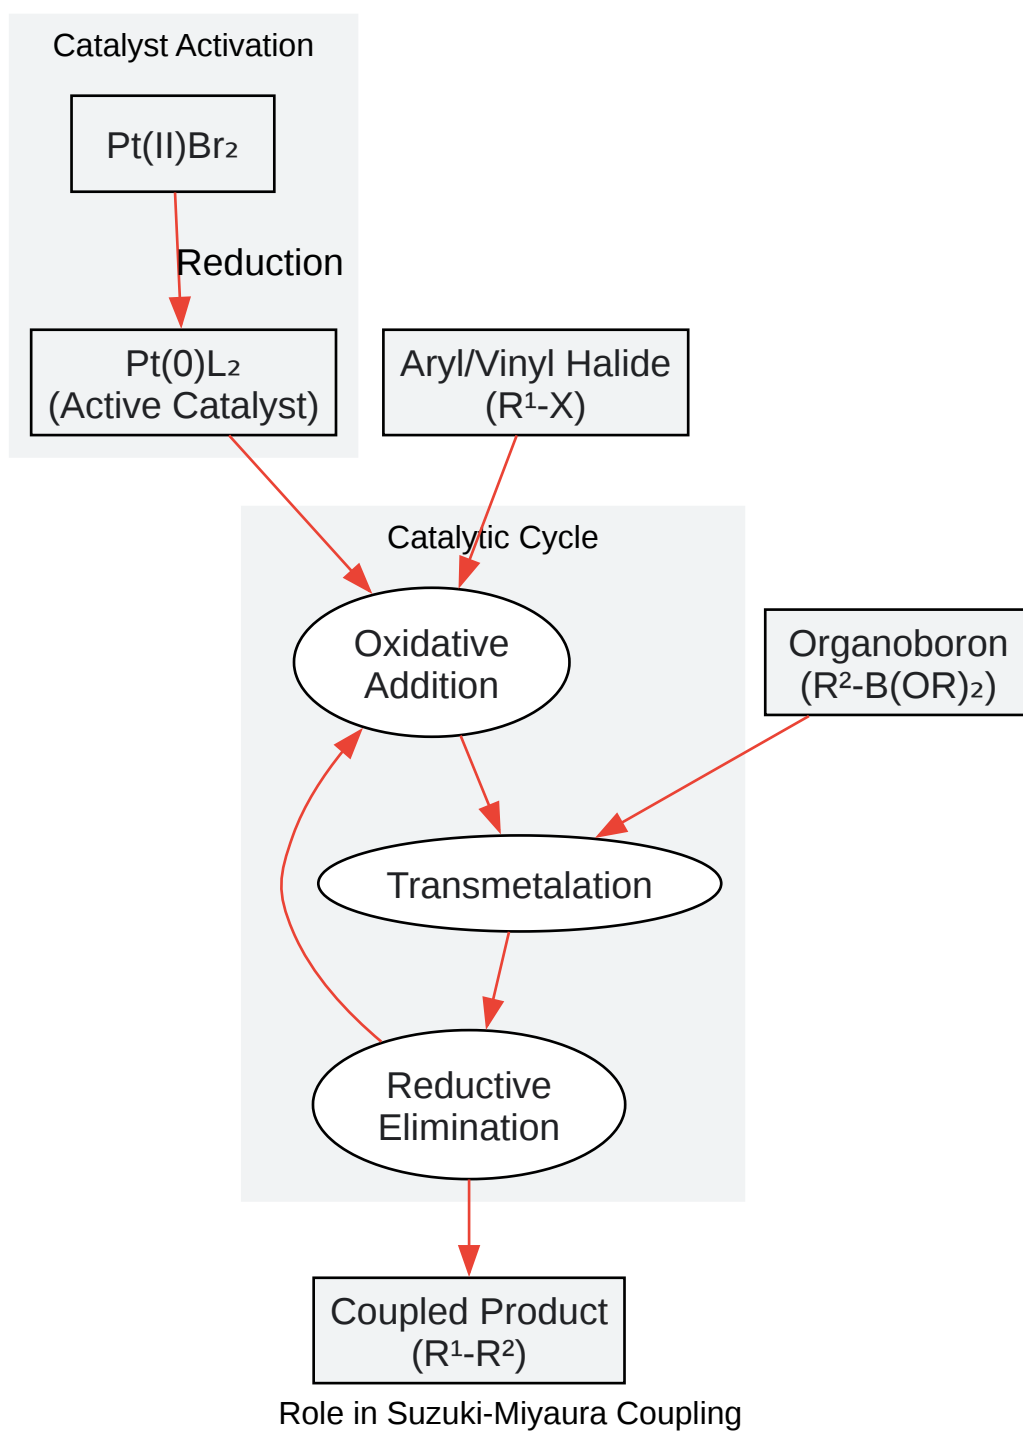 Catalyst Activation
Pt(II)Br₂
Reduction
Pt(0)L₂
(Active Catalyst)
Aryl/Vinyl Halide
(R¹-X)
Catalytic Cycle
Oxidative
Addition
Organoboron
(R²-B(OR)₂)
Transmetalation
Reductive
Elimination
Coupled Product
(R¹-R²)
Role in Suzuki-Miyaura Coupling